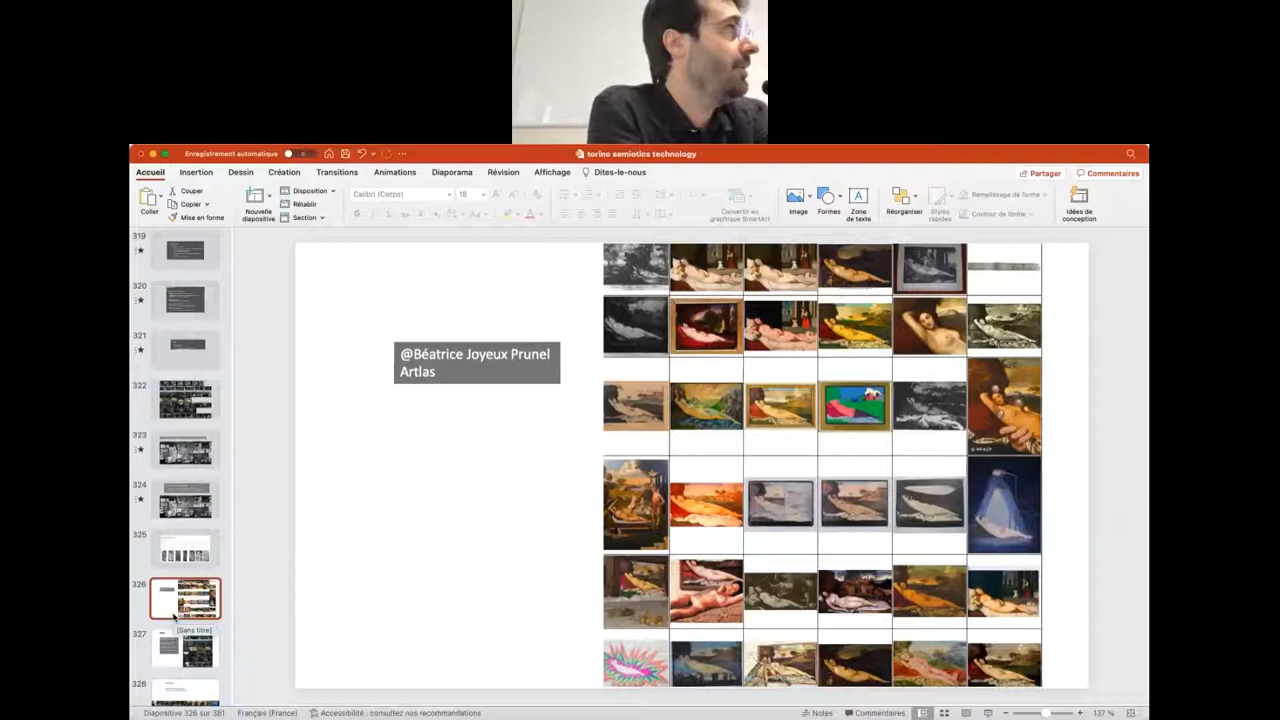 Enregistrement automatique
torino semiotics technology
Accueil Insertion Dessin Création Transitions Animations Diaporama Révision Affichage Dites-le-nous
Partager Commentaires
Coller
Couper
Copier
Mise en forme
Nouvelle
diapositive
Disposition
Rétablir
Section
Calibri (Corps) 18
Convertir en
graphique SmartArt
Image
Formes
Zone
de texte
Réorganiser
Styles
rapides
Remplissage de forme
Contour de forme
Idées de
conception
319
320
321
322
323
324
325
326
[Sans titre]
327
328
@Béatrice Joyeux Prunel
Artlas
Diapositive 326 sur 381 Français (France) Accessibilité : consultez nos recommandations Notes Commentaires 137 %